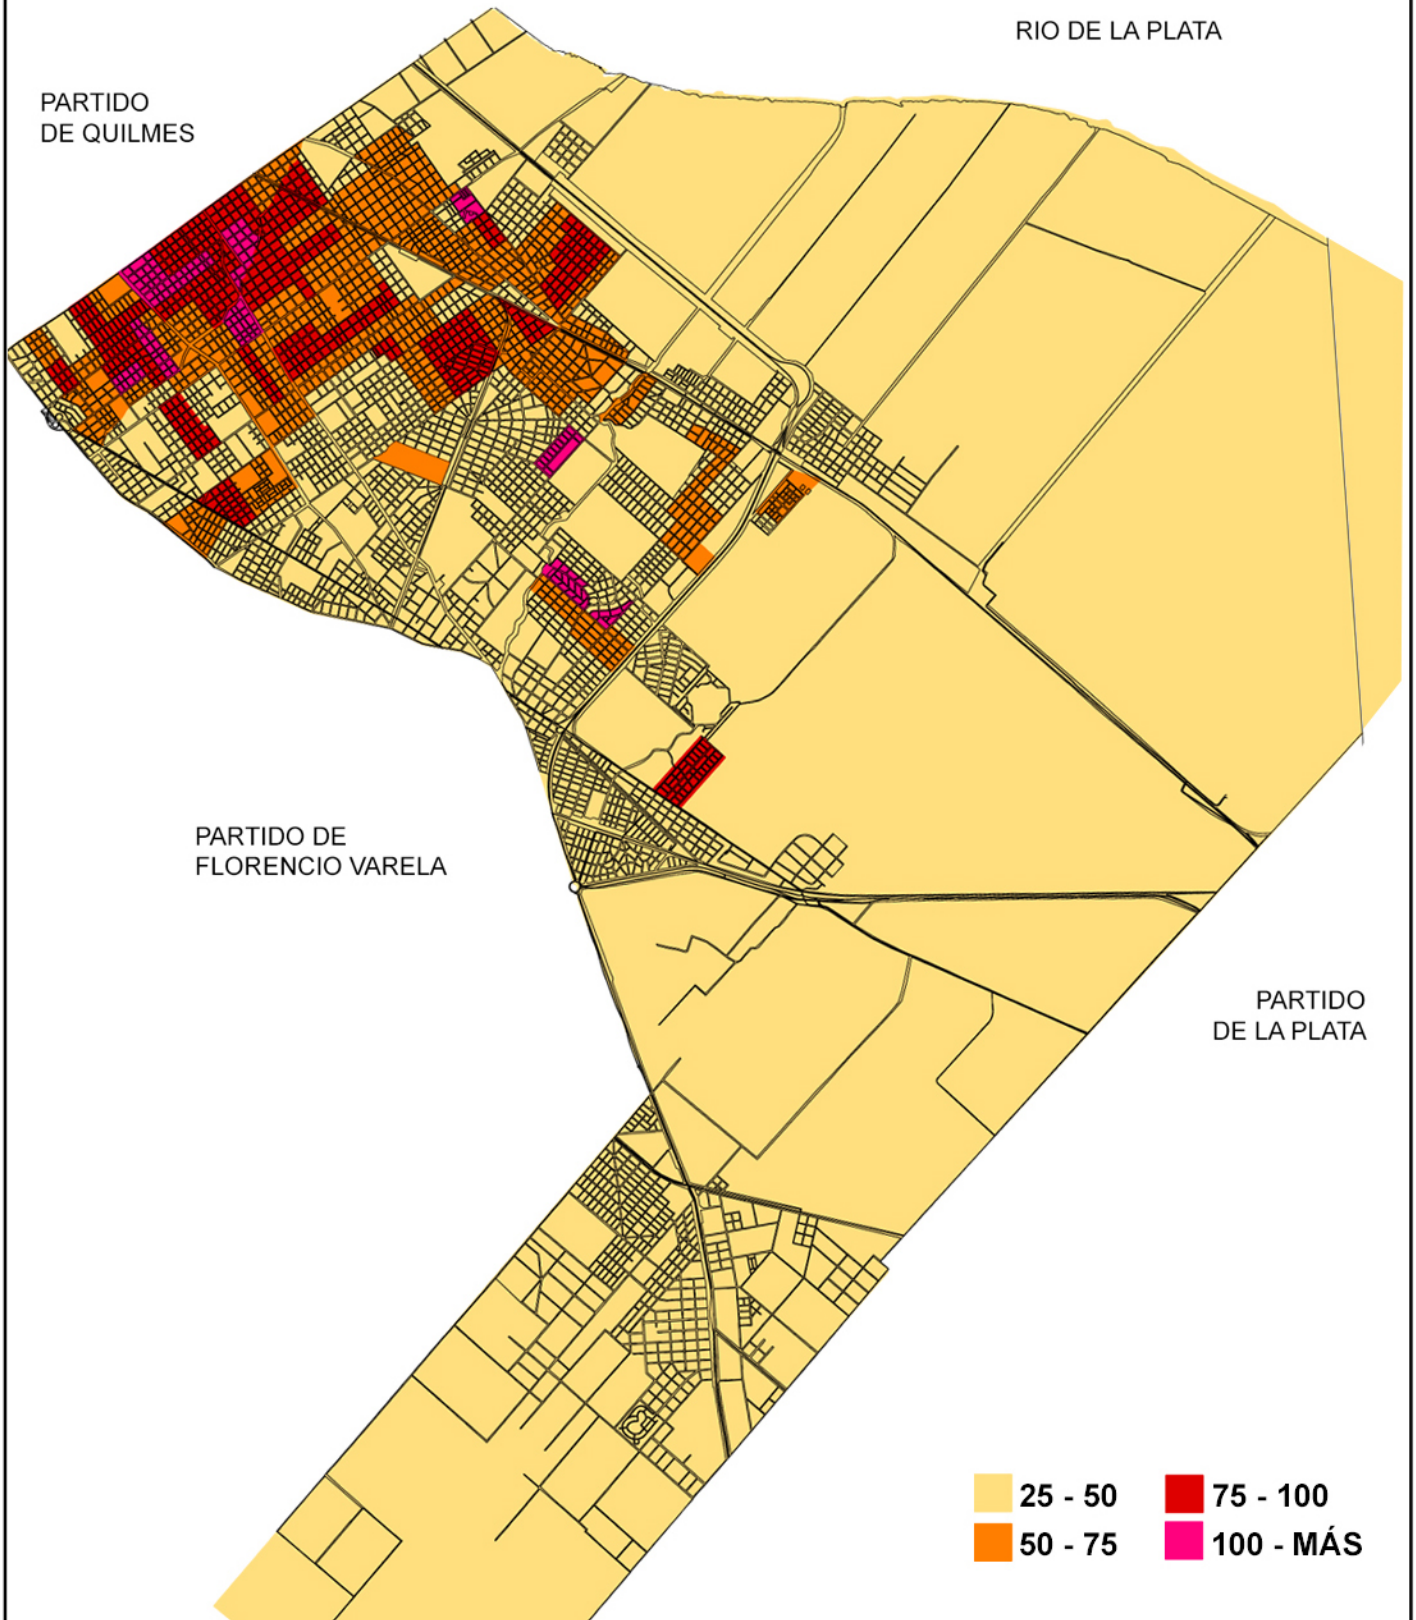 RIO DE LA PLATA
PARTIDO
DE QUILMES
PARTIDO DE
FLORENCIO VARELA
PARTIDO
DE LA PLATA
25 - 50
75 - 100
50 - 75
100 - MÁS